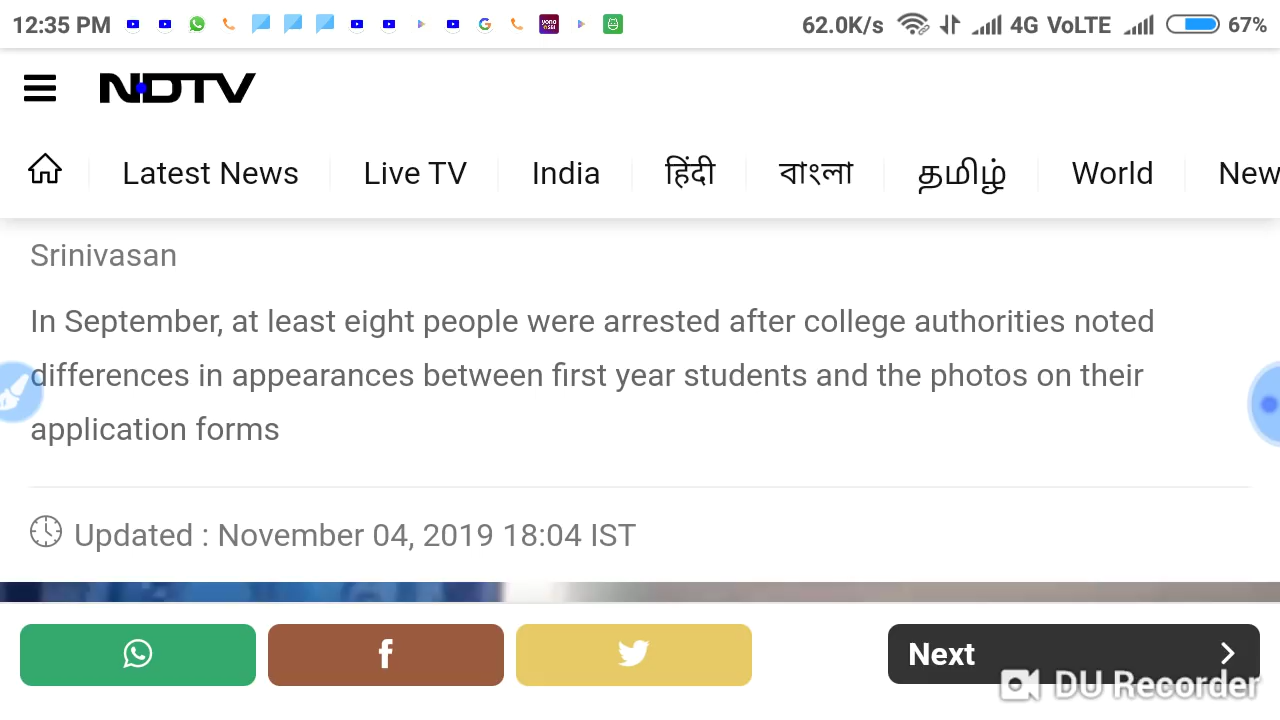 12:35 PM 62.0K/s 4G VoLTE 67%
NDTV
Latest News Live TV India हिंदी বাংলা தமிழ் World New
Srinivasan
In September, at least eight people were arrested after college authorities noted
differences in appearances between first year students and the photos on their
application forms
Updated : November 04, 2019 18:04 IST
Next
DU Recorder